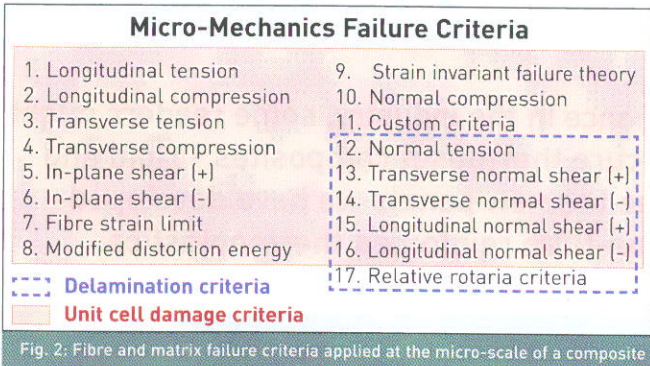 Micro-Mechanics Failure Criteria
1. Longitudinal tension
2. Longitudinal compression
3. Transverse tension
4. Transverse compression
5. In-plane shear (+)
6. In-plane shear (-)
7. Fibre strain limit
8. Modified distortion energy
9. Strain invariant failure theory
10. Normal compression
11. Custom criteria
12. Normal tension
13. Transverse normal shear (+)
14. Transverse normal shear (-)
15. Longitudinal normal shear (+)
16. Longitudinal normal shear (-)
17. Relative rotaria criteria
Delamination criteria
Unit cell damage criteria
Fig. 2: Fibre and matrix failure criteria applied at the micro-scale of a composite